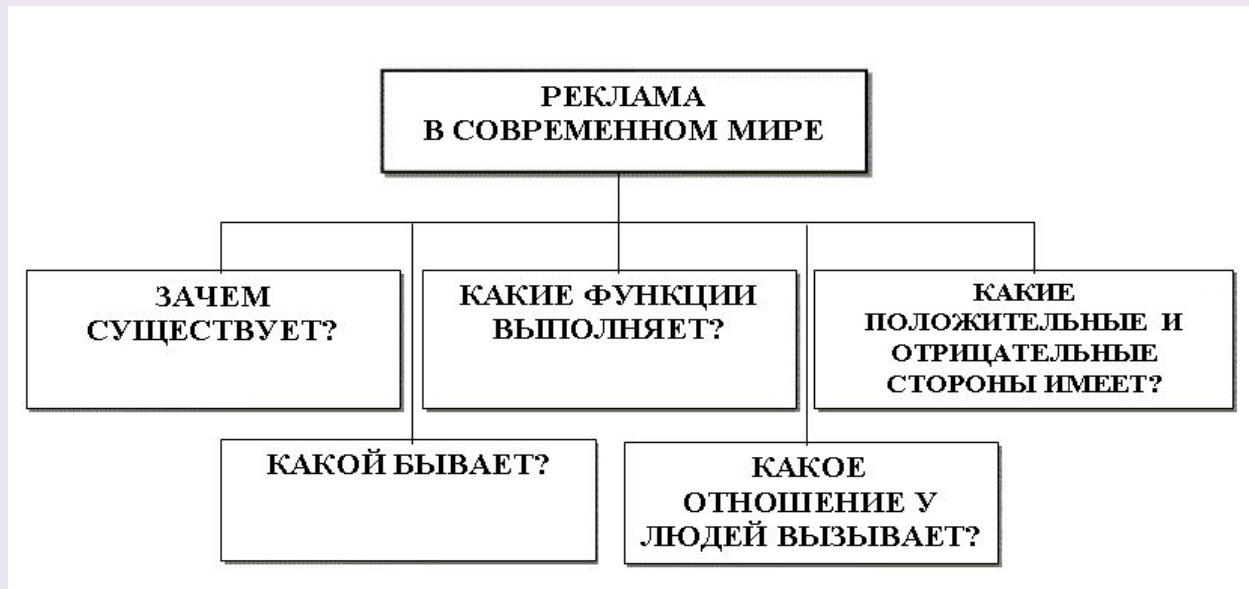 РЕКЛАМА
В СОВРЕМЕННОМ МИРЕ
ЗАЧЕМ
СУЩЕСТВУЕТ?
КАКИЕ ФУНКЦИИ
ВЫПОЛНЯЕТ?
КАКИЕ
ПОЛОЖИТЕЛЬНЫЕ И
ОТРИЦАТЕЛЬНЫЕ
СТОРОНЫ ИМЕЕТ?
КАКОЙ БЫВАЕТ?
КАКОЕ
ОТНОШЕНИЕ У
ЛЮДЕЙ ВЫЗЫВАЕТ?